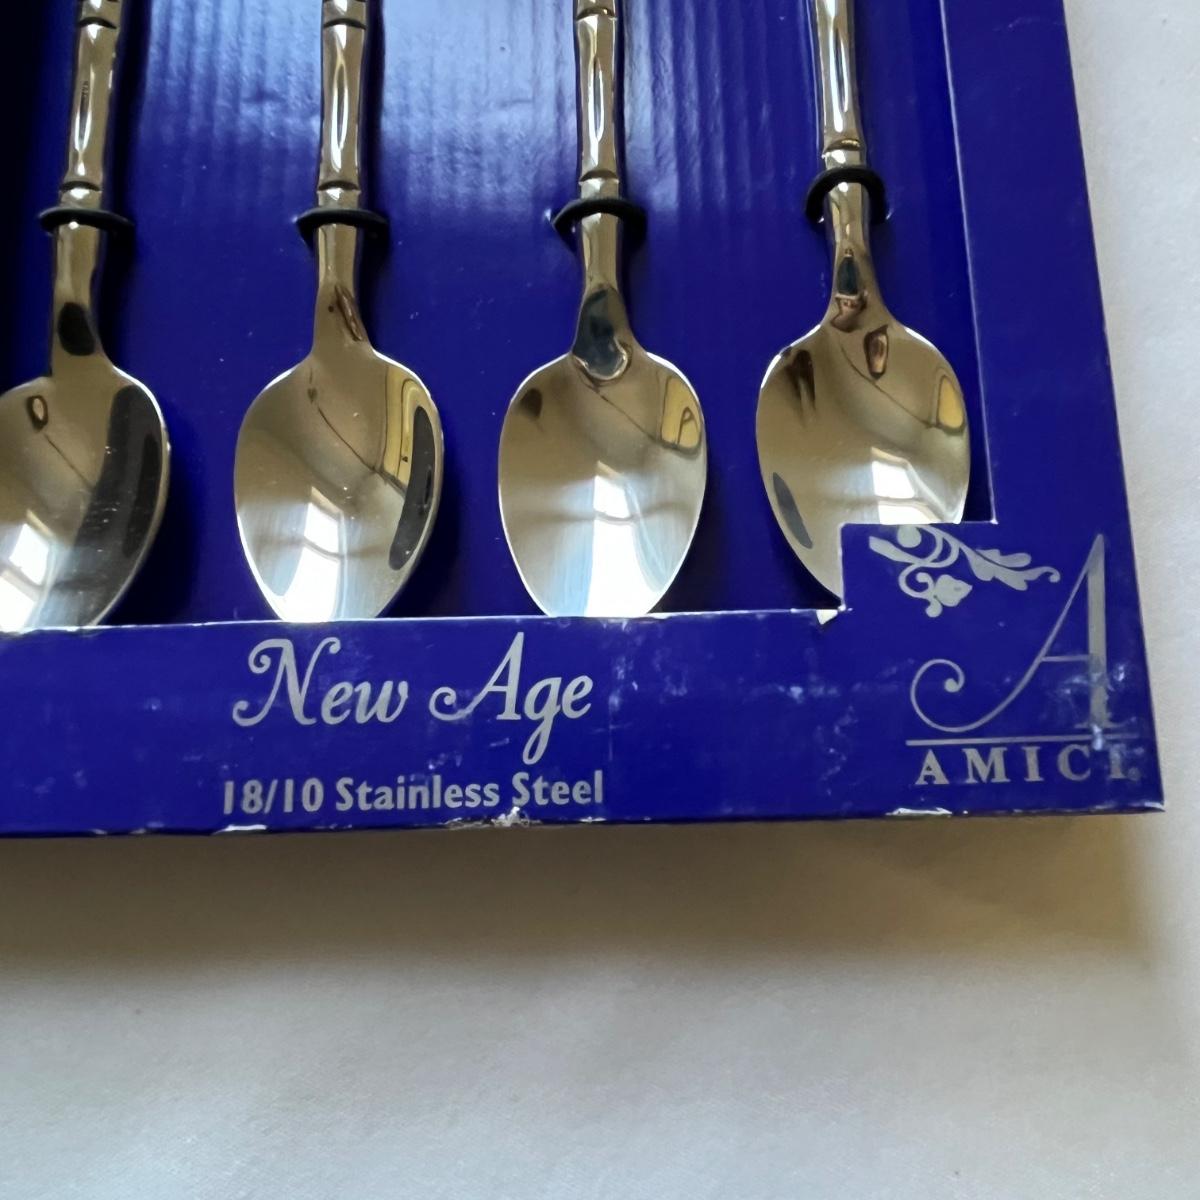 New Age
18/10 Stainless Steel
A
AMICI